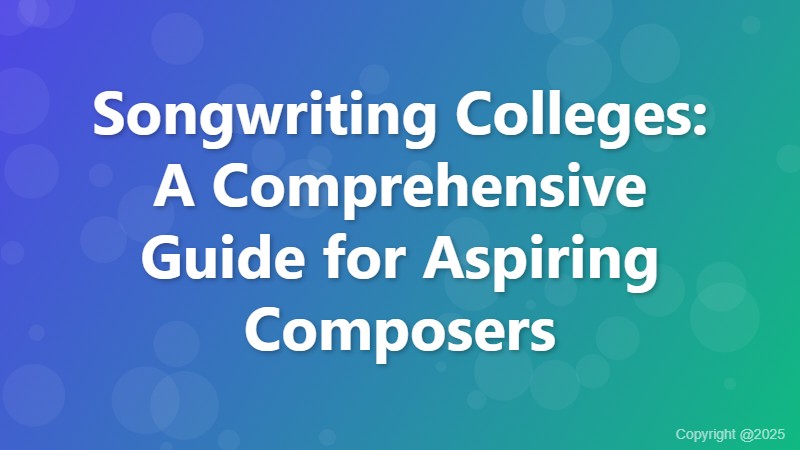 Songwriting Colleges:
A Comprehensive
Guide for Aspiring
Composers
Copyright @2025